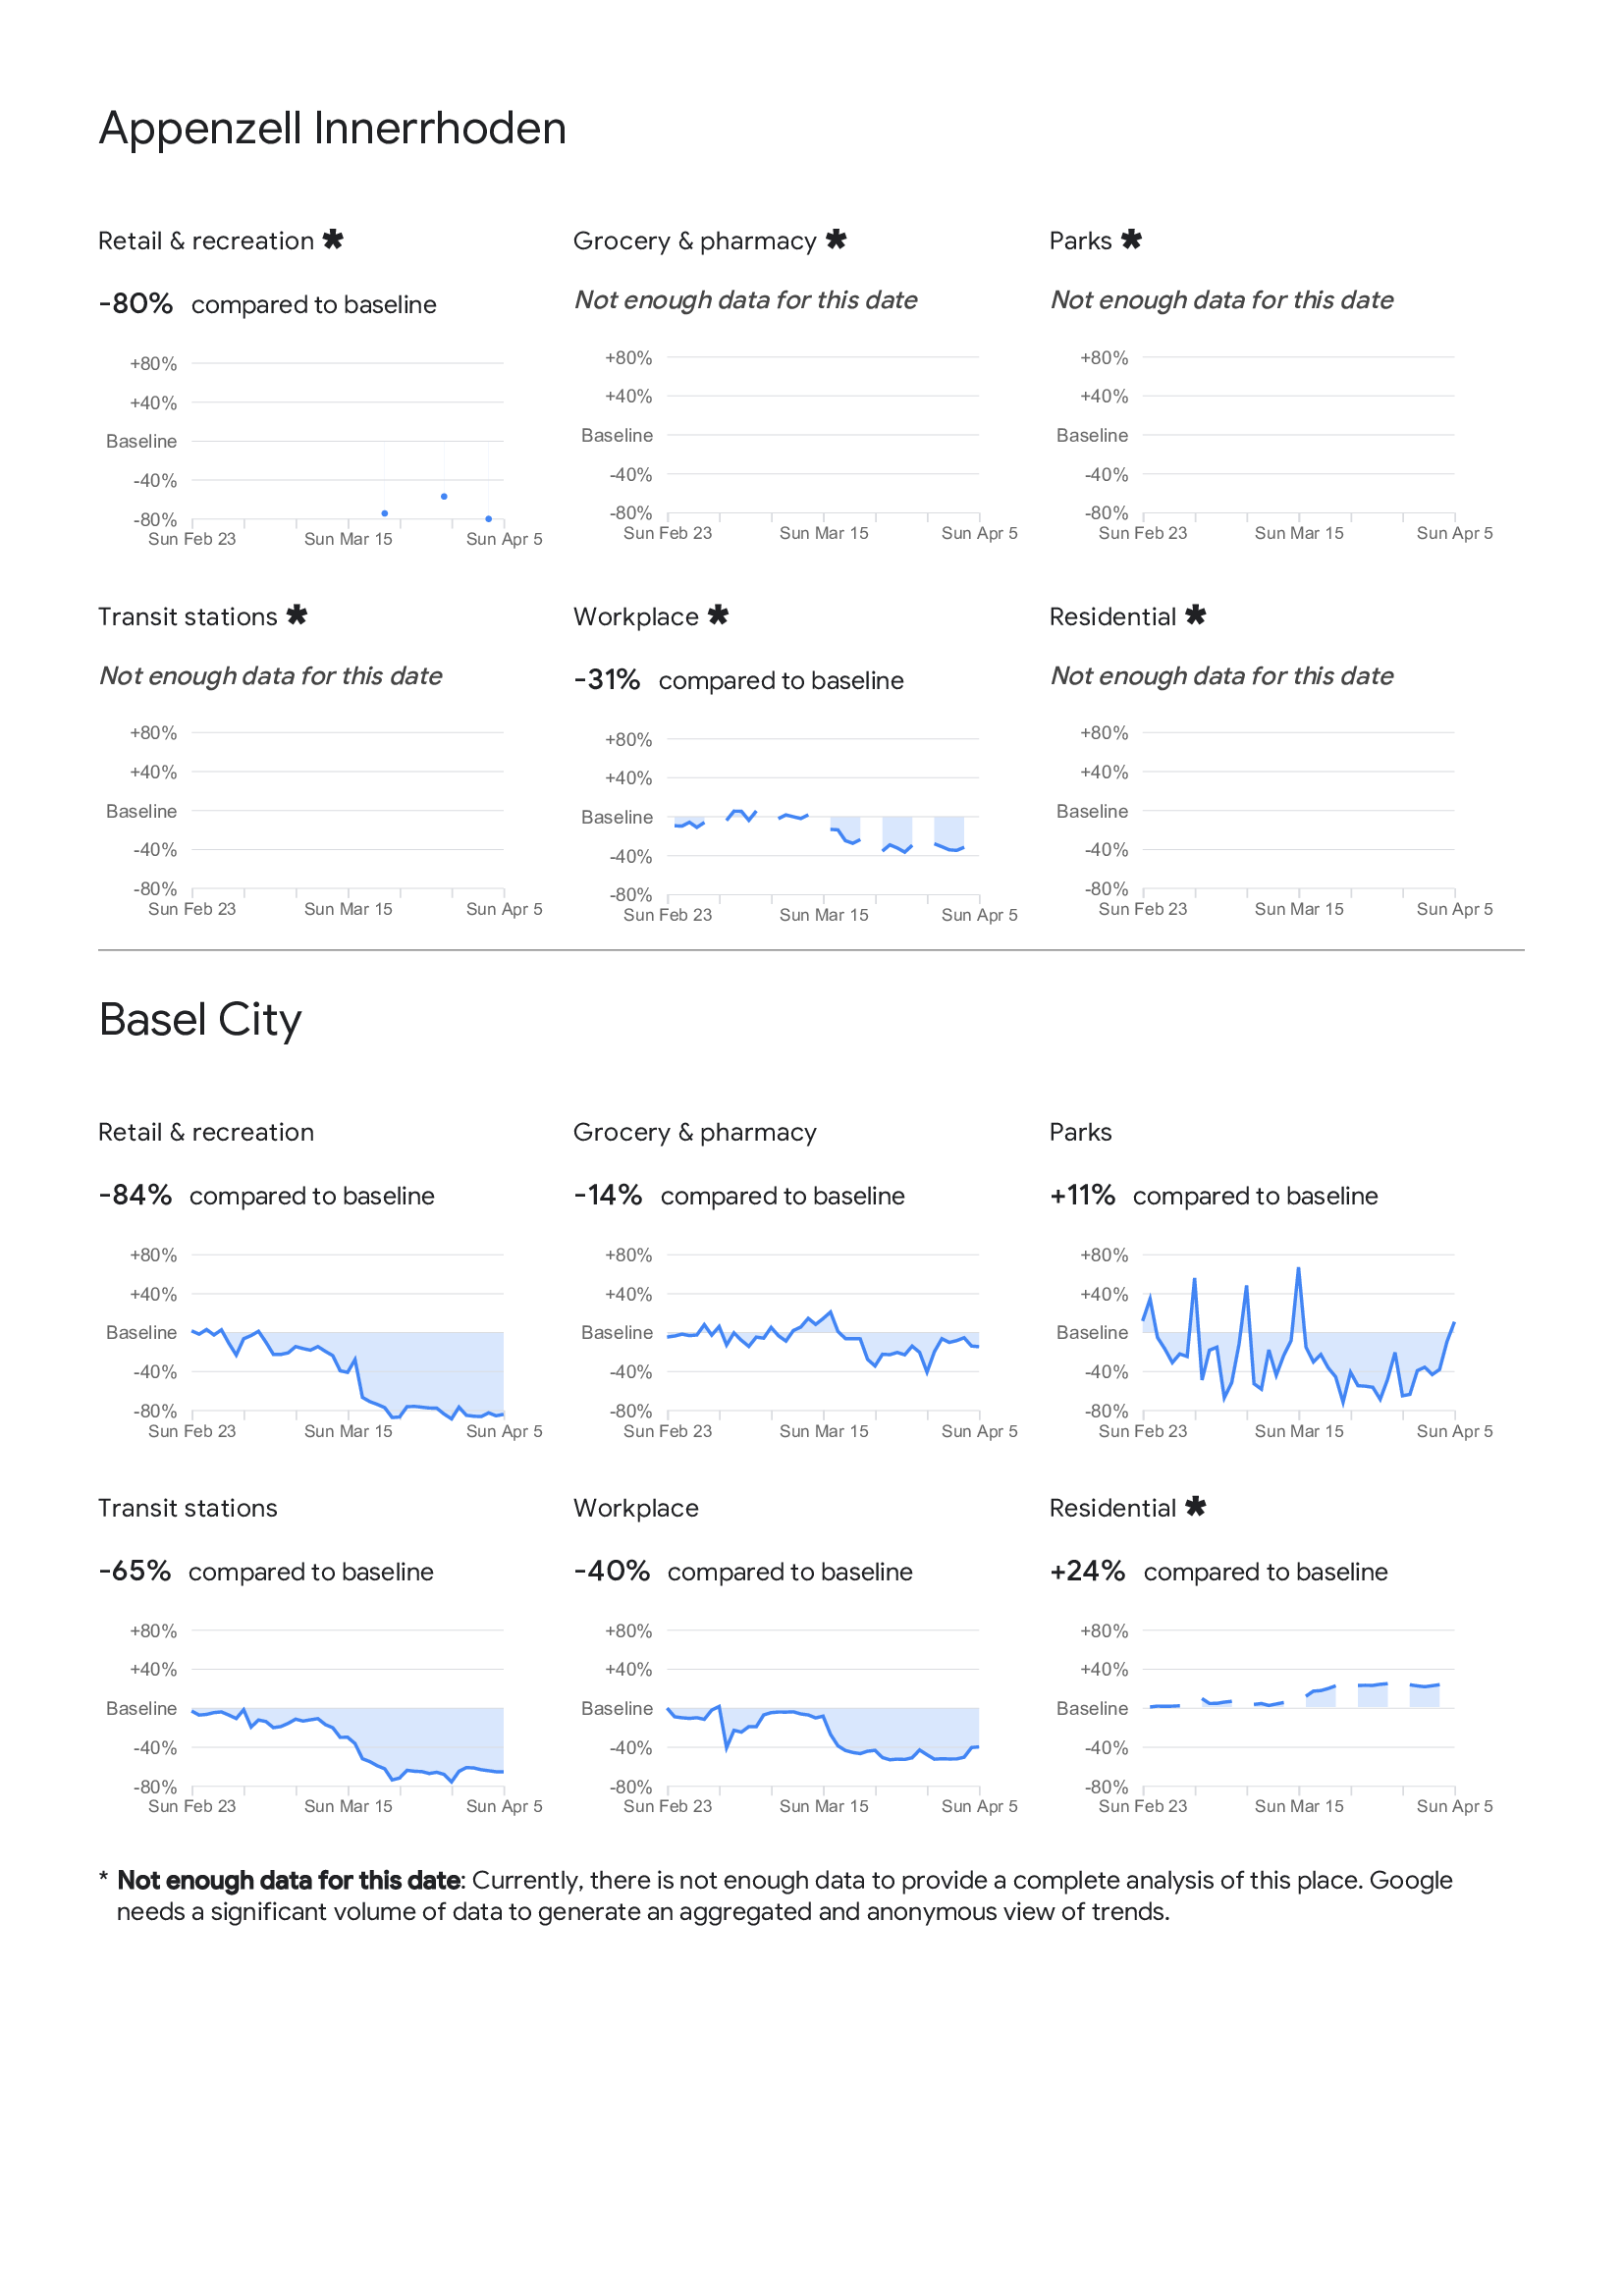 Appenzell Innerrhoden
Retail & recreation *
Grocery & pharmacy *
Parks *
-80% compared to baseline
Not enough data for this date
Not enough data for this date
+80%
+40%
Baseline
-40%
-80%
Sun Feb 23
Sun Mar 15
Sun Apr 5
+80%
+40%
Baseline
-40%
-80%
Sun Feb 23
Sun Mar 15
Sun Apr 5
+80%
+40%
Baseline
-40%
-80%
Sun Feb 23
Sun Mar 15
Sun Apr 5
Transit stations *
Workplace *
Residential *
Not enough data for this date
-31% compared to baseline
Not enough data for this date
+80%
+40%
Baseline
-40%
-80%
Sun Feb 23
Sun Mar 15
Sun Apr 5
+80%
+40%
Baseline
-40%
-80%
Sun Feb 23
Sun Mar 15
Sun Apr 5
+80%
+40%
Baseline
-40%
-80%
Sun Feb 23
Sun Mar 15
Sun Apr 5
Basel City
Retail & recreation
Grocery & pharmacy
Parks
-84% compared to baseline
-14% compared to baseline
+11% compared to baseline
+80%
+40%
Baseline
-40%
-80%
Sun Feb 23
Sun Mar 15
Sun Apr 5
+80%
+40%
Baseline
-40%
-80%
Sun Feb 23
Sun Mar 15
Sun Apr 5
+80%
+40%
Baseline
-40%
-80%
Sun Feb 23
Sun Mar 15
Sun Apr 5
Transit stations
Workplace
Residential *
-65% compared to baseline
-40% compared to baseline
+24% compared to baseline
+80%
+40%
Baseline
-40%
-80%
Sun Feb 23
Sun Mar 15
Sun Apr 5
+80%
+40%
Baseline
-40%
-80%
Sun Feb 23
Sun Mar 15
Sun Apr 5
+80%
+40%
Baseline
-40%
-80%
Sun Feb 23
Sun Mar 15
Sun Apr 5
* Not enough data for this date: Currently, there is not enough data to provide a complete analysis of this place. Google
needs a significant volume of data to generate an aggregated and anonymous view of trends.